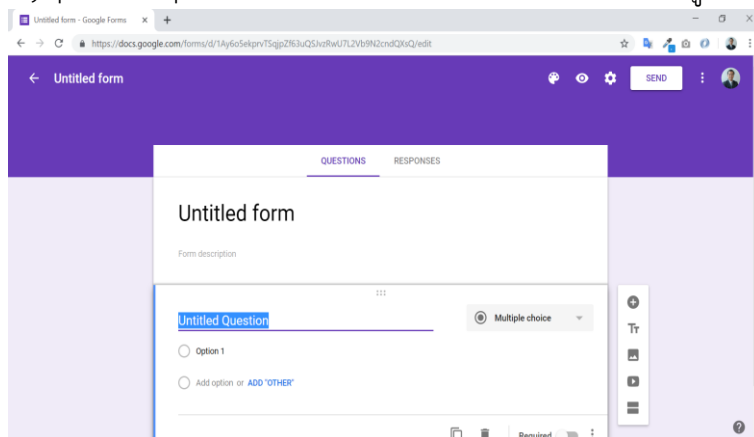 Untitled form - Google Forms
https://docs.google.com/forms/d/1Ay6o5ekprvTSqjpZf63uQSJvzRwU7L2Vb9N2cndQXsQ/edit
Untitled form
SEND
QUESTIONS RESPONSES
Untitled form
Form description
Untitled Question
Multiple choice
Option 1
Add option or ADD "OTHER"
Required